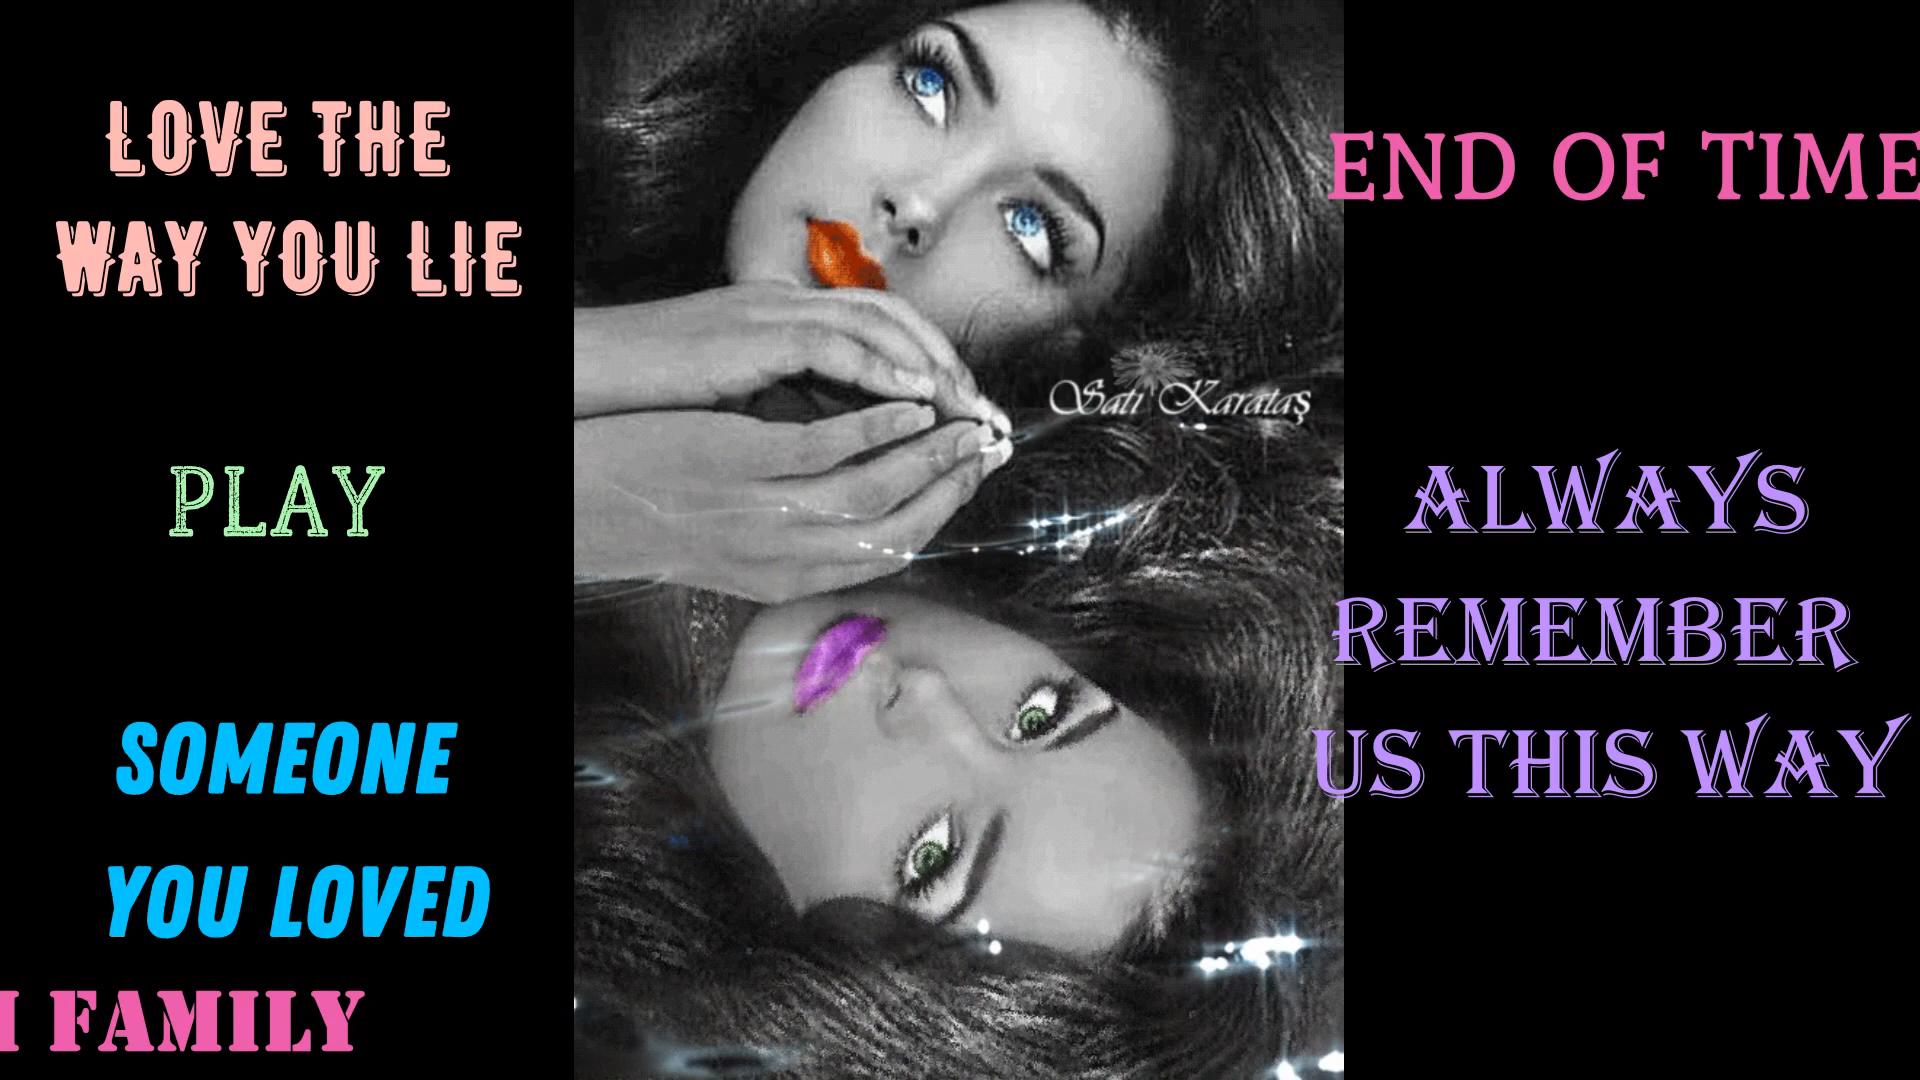 LOVE THE
WAY YOU LIE
PLAY
SOMEONE
YOU LOVED
FAMILY
Satı Karataş
END OF TIME
ALWAYS
REMEMBER
US THIS WAY